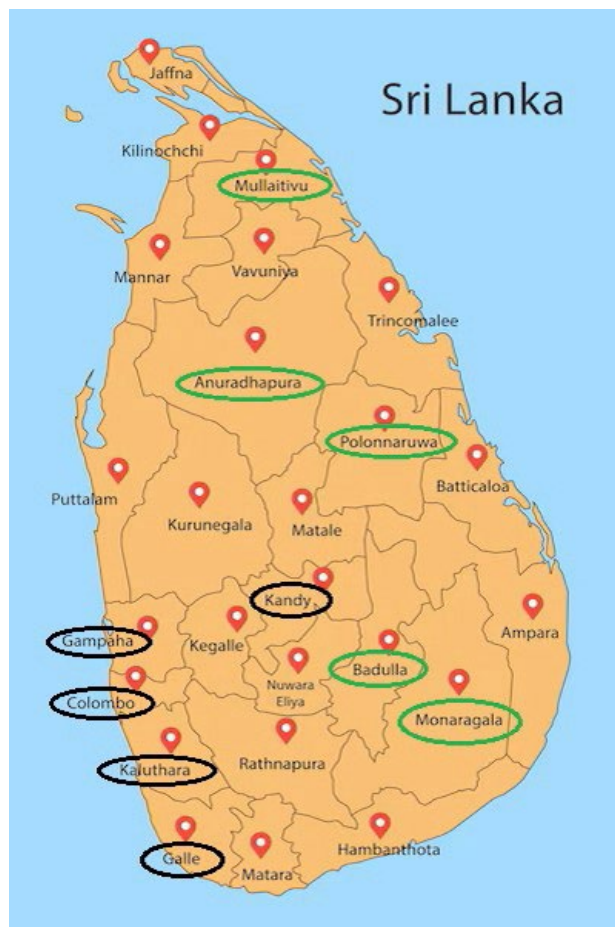 Sri Lanka
Jaffna
Kilinochchi
Mullaitivu
Mannar
Vavuniya
Trincomalee
Anuradhapura
Polonnaruwa
Puttalam
Kurunegala
Matale
Batticaloa
Kandy
Gampaha
Kegalle
Ampara
Badulla
Nuwara
Eliya
Colombo
Monaragala
Kaluthara
Rathnapura
Galle
Matara
Hambanthota